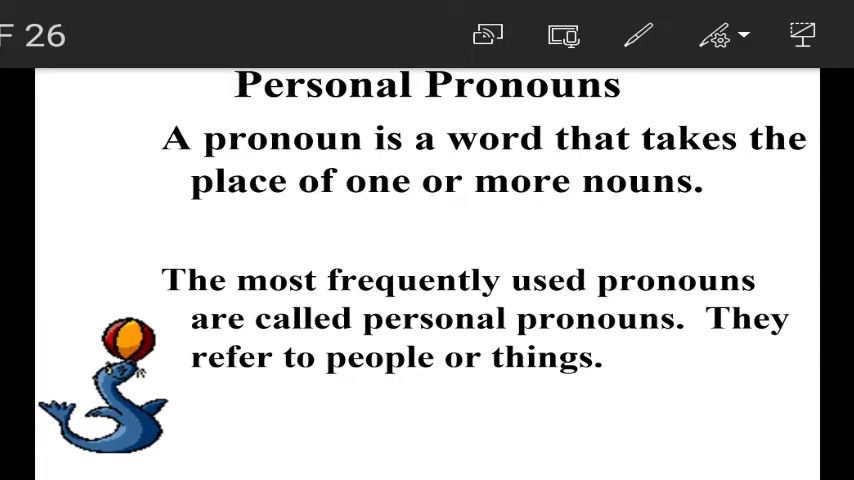 F 26
Personal Pronouns
A pronoun is a word that takes the
place of one or more nouns.
The most frequently used pronouns
are called personal pronouns. They
refer to people or things.